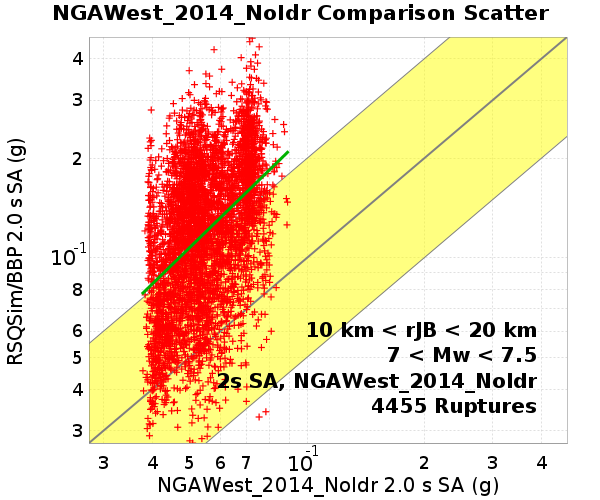 NGAWest_2014_NoIdr Comparison Scatter
RSQSim/BBP 2.0 s SA (g)
4
3
2
10^-1
8
6
5
4
3
10 km < rJB < 20 km
7 < Mw < 7.5
2s SA, NGAWest_2014_NoIdr
4455 Ruptures
3 4 5 6 7 10^-1 2 3 4
NGAWest_2014_NoIdr 2.0 s SA (g)